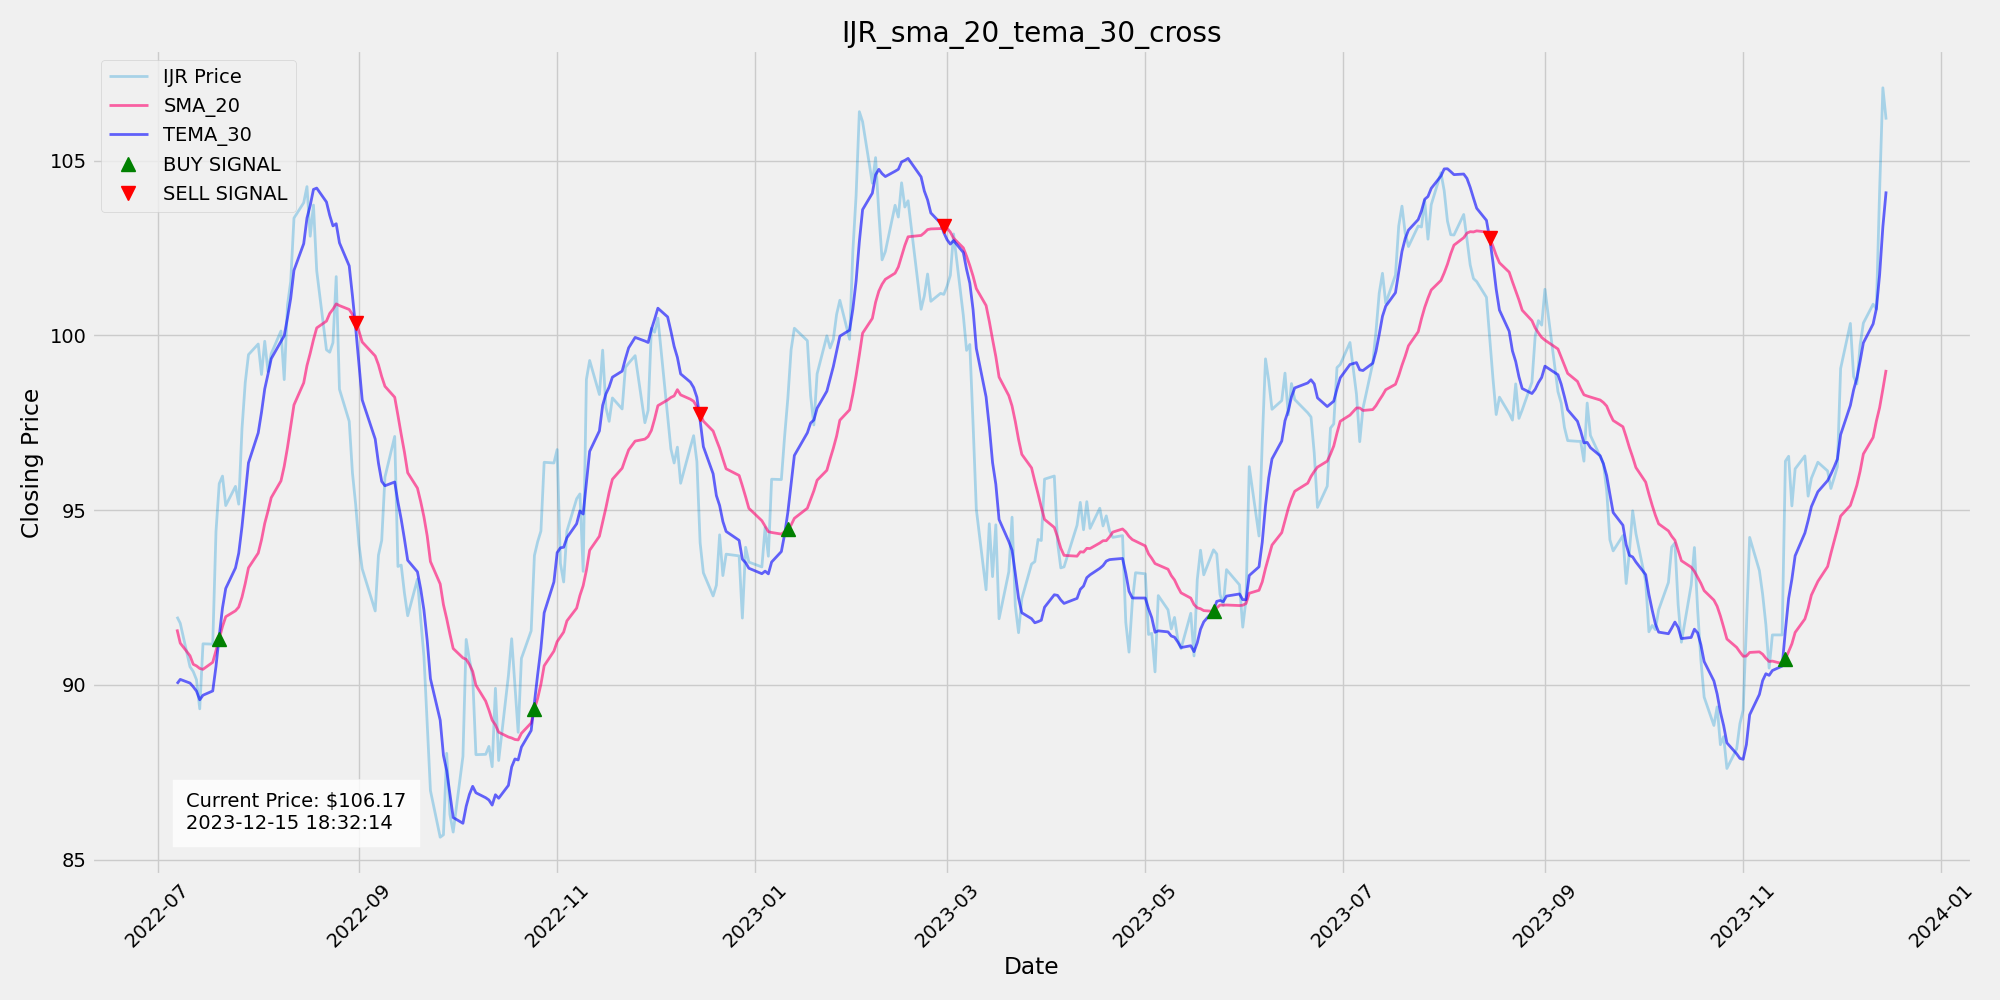 IJR_sma_20_tema_30_cross
IJR Price
SMA_20
TEMA_30
BUY SIGNAL
SELL SIGNAL
Closing Price
105
100
95
90
85
Current Price: $106.17
2023-12-15 18:32:14
2022-07
2022-09
2022-11
2023-01
2023-03
2023-05
2023-07
2023-09
2023-11
2024-01
Date